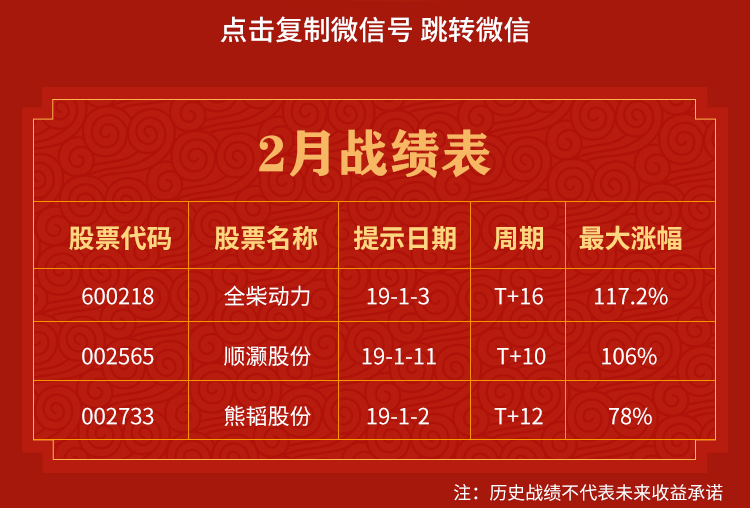 点击复制微信号 跳转微信
2月战绩表
股票代码 股票名称 提示日期 周期 最大涨幅
600218 全柴动力 19-1-3 T+16 117.2%
002565 顺灏股份 19-1-11 T+10 106%
002733 熊韬股份 19-1-2 T+12 78%
注：历史战绩不代表未来收益承诺